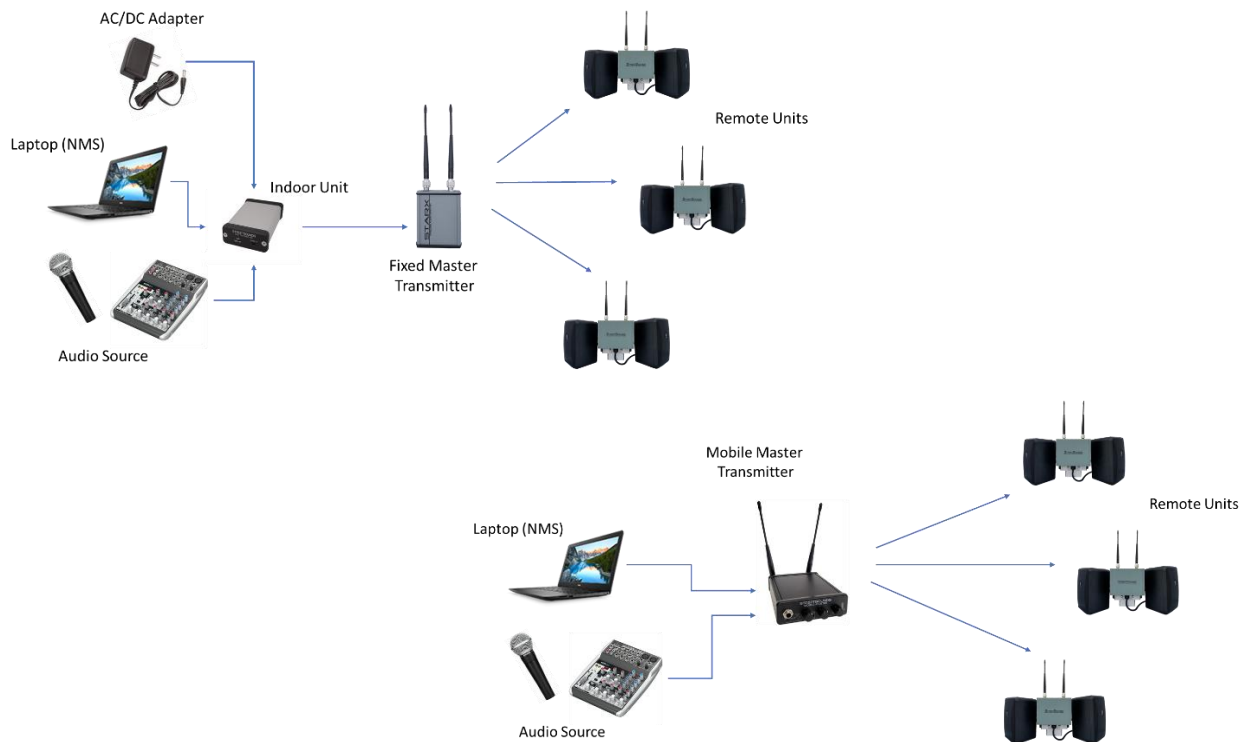 AC/DC Adapter
Laptop (NMS)
Indoor Unit
Audio Source
STARX
Fixed Master
Transmitter
Remote Units
Mobile Master
Transmitter
Laptop (NMS)
Audio Source
Remote Units